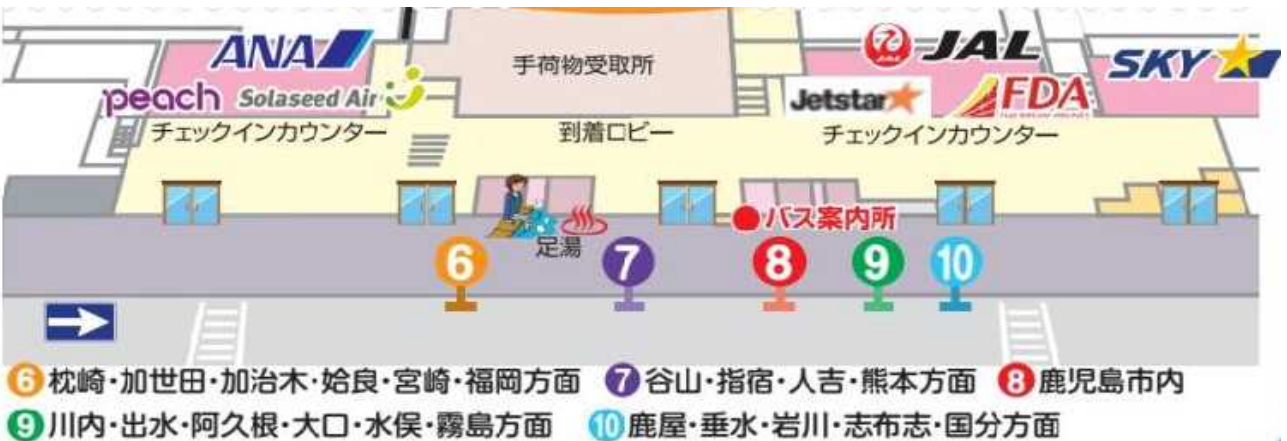 ANA
手荷物受取所
JAL
SKY
peach Solaseed Air
Jetstar
FDA
チェックインカウンター
到着ロビー
チェックインカウンター
バス案内所
足湯
6
7
8
9
10
6 枕崎・加世田・加治木・姶良・宮崎・福岡方面 7 谷山・指宿・人吉・熊本方面 8 鹿児島市内
9 川内・出水・阿久根・大口・水俣・霧島方面 10 鹿屋・垂水・岩川・志布志・国分方面